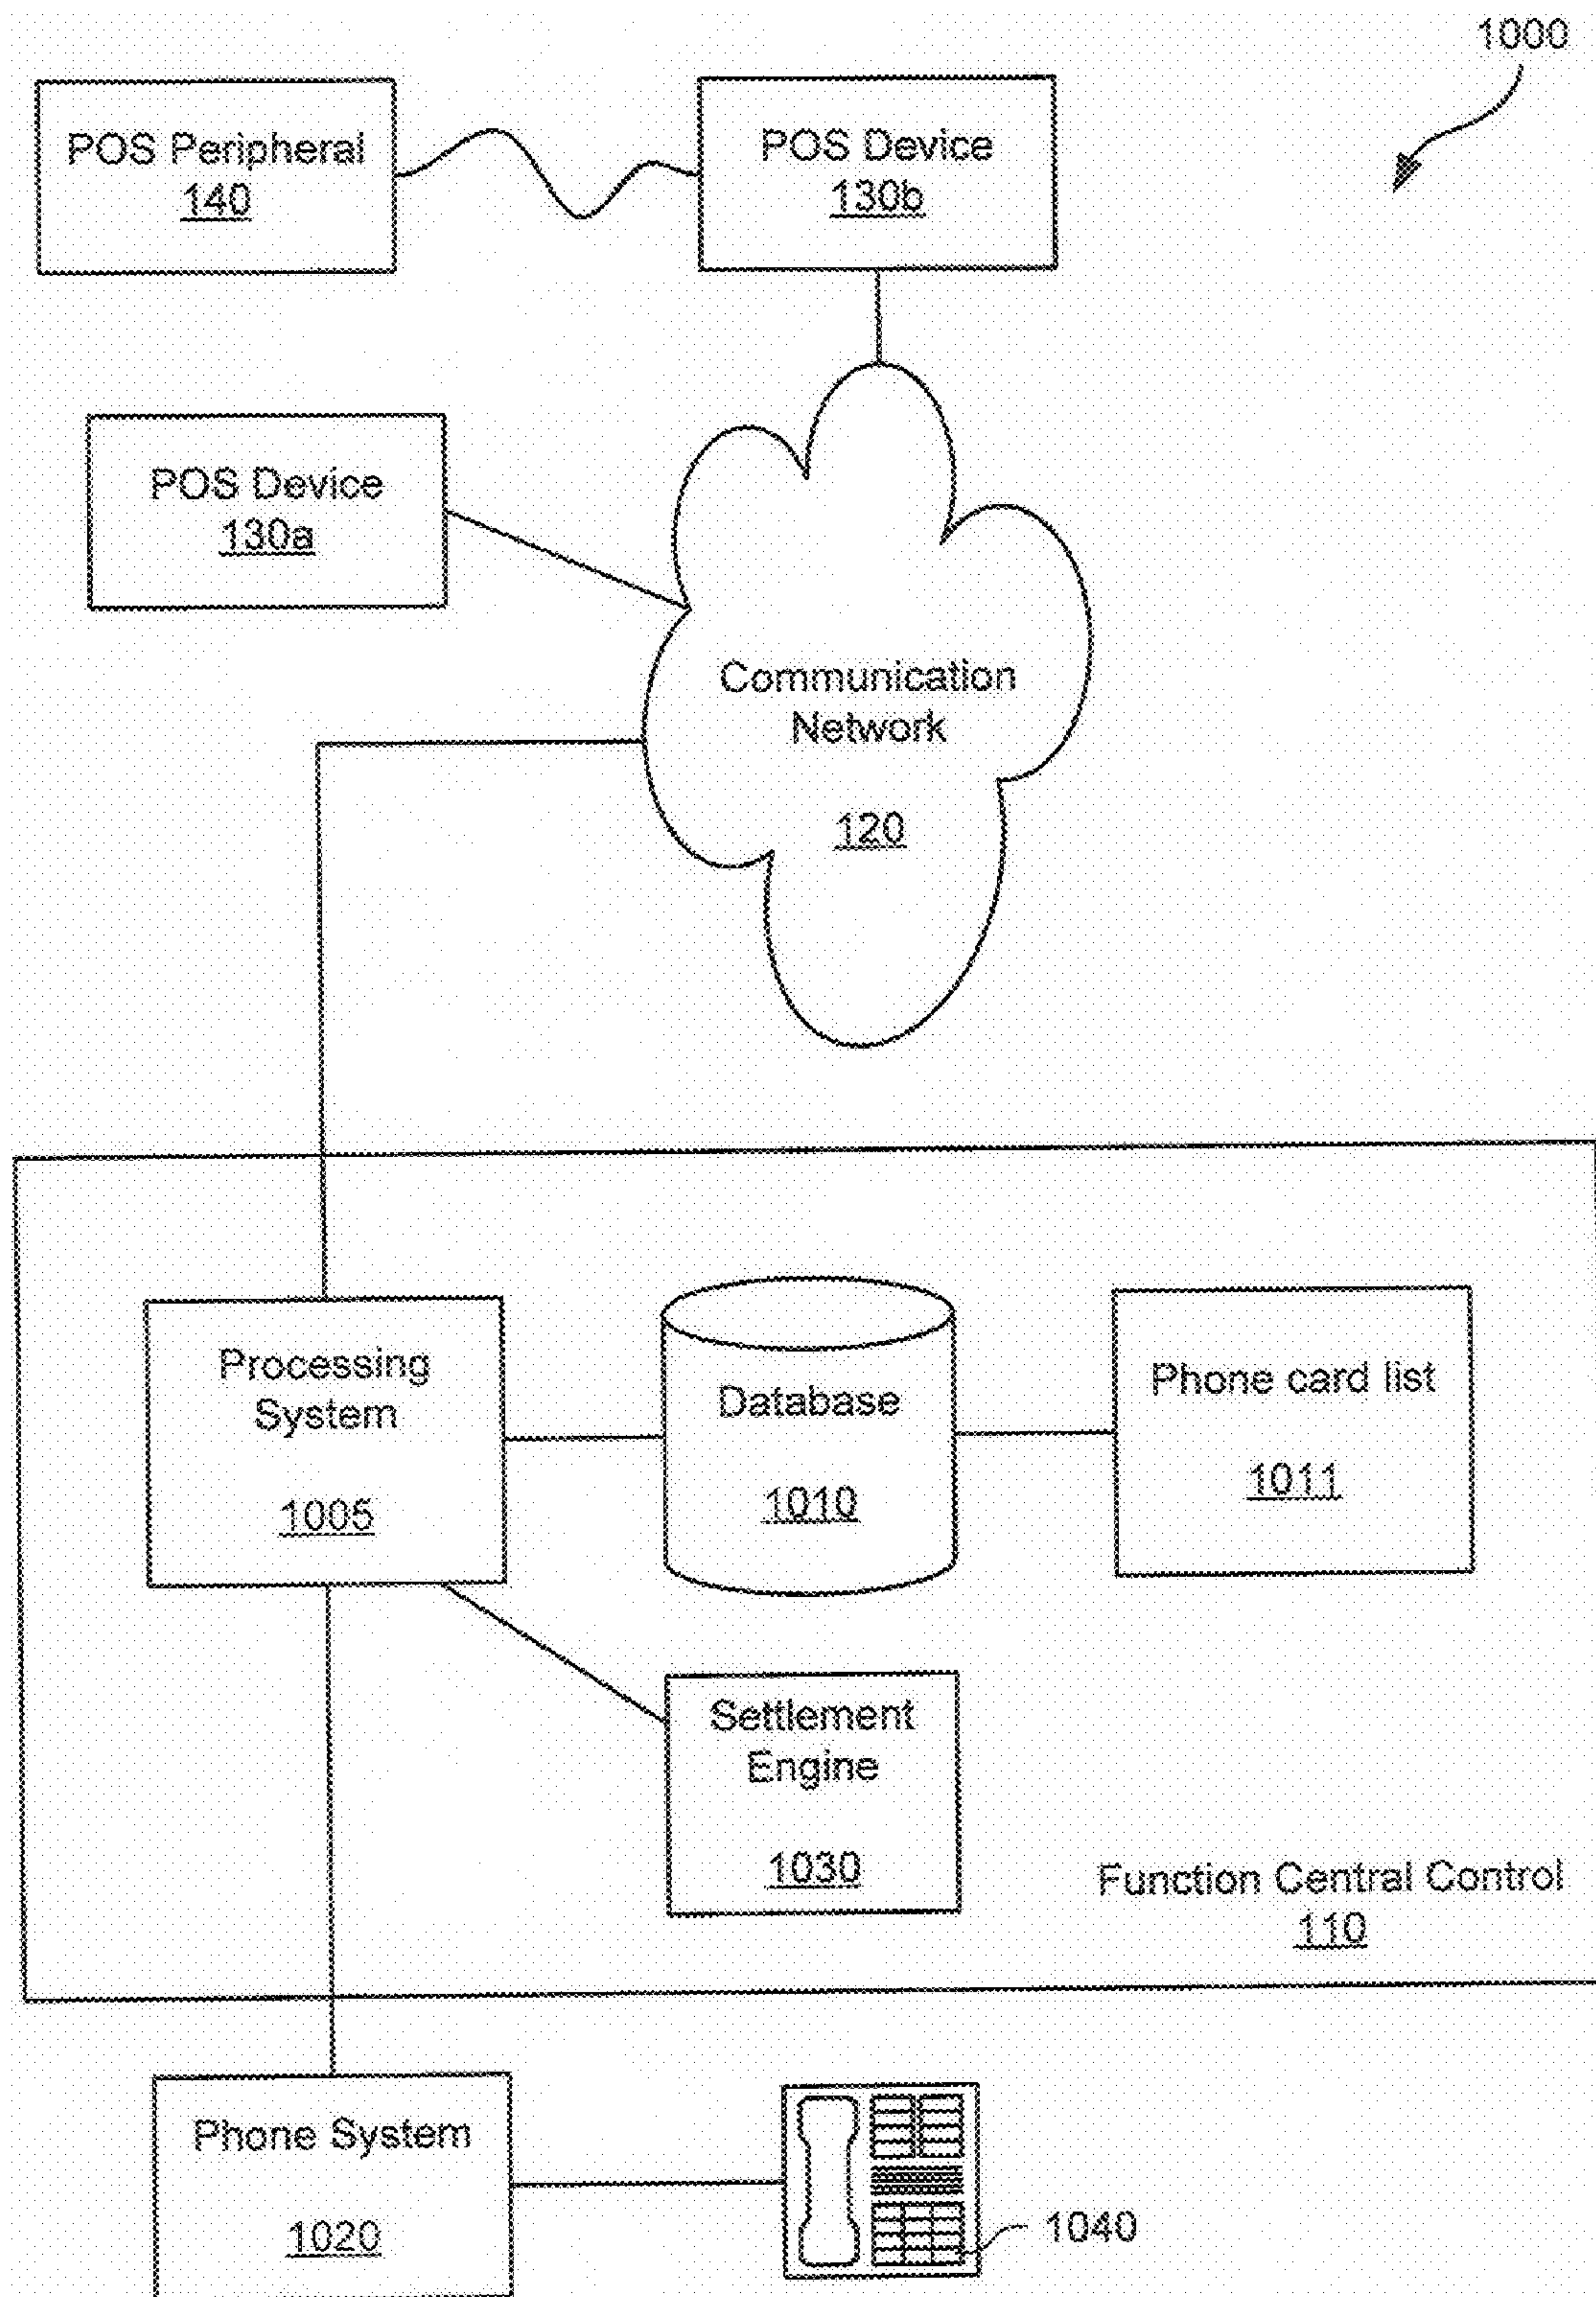 1000
POS Peripheral
140
POS Device
130b
POS Device
130a
Communication
Network
120
Processing
System
1005
Database
1010
Phone card list
1011
Settlement
Engine
1030
Function Central Control
110
Phone System
1020
1040